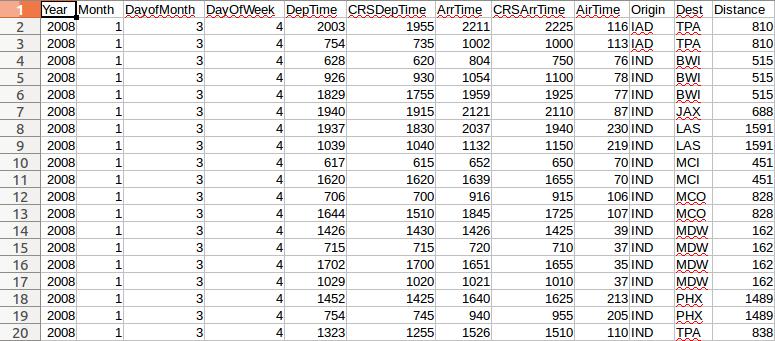 1 Year Month DayofMonth DayOfWeek DepTime CRSDepTime ArrTime CRSArrTime AirTime Origin Dest Distance
2 2008 1 3 4 2003 1955 2211 2225 116 IAD TPA 810
3 2008 1 3 4 754 735 1002 1000 113 IAD TPA 810
4 2008 1 3 4 628 620 804 750 76 IND BWI 515
5 2008 1 3 4 926 930 1054 1100 78 IND BWI 515
6 2008 1 3 4 1829 1755 1959 1925 77 IND BWI 515
7 2008 1 3 4 1940 1915 2121 2110 87 IND JAX 688
8 2008 1 3 4 1937 1830 2037 1940 230 IND LAS 1591
9 2008 1 3 4 1039 1040 1132 1150 219 IND LAS 1591
10 2008 1 3 4 617 615 652 650 70 IND MCI 451
11 2008 1 3 4 1620 1620 1639 1655 70 IND MCI 451
12 2008 1 3 4 706 700 916 915 106 IND MCO 828
13 2008 1 3 4 1644 1510 1845 1725 107 IND MCO 828
14 2008 1 3 4 1426 1430 1426 1425 39 IND MDW 162
15 2008 1 3 4 715 715 720 710 37 IND MDW 162
16 2008 1 3 4 1702 1700 1651 1655 35 IND MDW 162
17 2008 1 3 4 1029 1020 1021 1010 37 IND MDW 162
18 2008 1 3 4 1452 1425 1640 1625 213 IND PHX 1489
19 2008 1 3 4 754 745 940 955 205 IND PHX 1489
20 2008 1 3 4 1323 1255 1526 1510 110 IND TPA 838